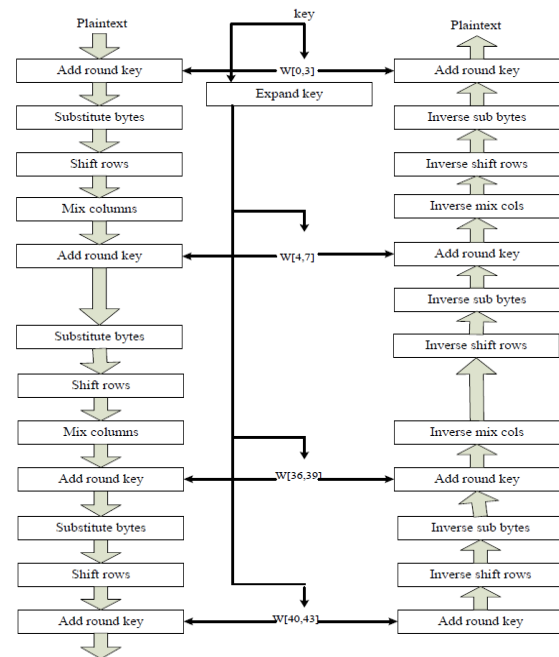 Plaintext
Add round key
Substitute bytes
Shift rows
Mix columns
Add round key
Substitute bytes
Shift rows
Mix columns
Add round key
Substitute bytes
Shift rows
Add round key
key
W[0,3]
Expand key
W[4,7]
W[36,39]
W[40,43]
Plaintext
Add round key
Inverse sub bytes
Inverse shift rows
Inverse mix cols
Add round key
Inverse sub bytes
Inverse shift rows
Inverse mix cols
Add round key
Inverse sub bytes
Inverse shift rows
Add round key